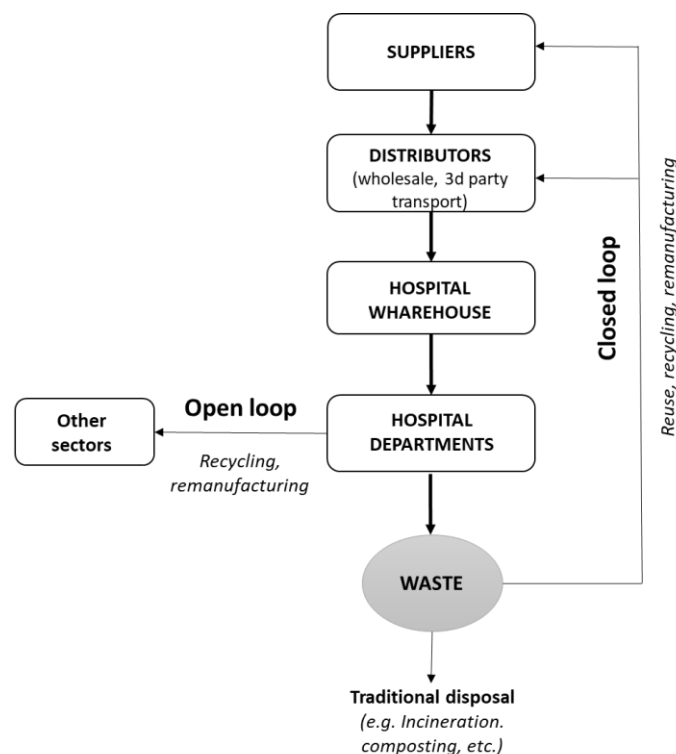 SUPPLIERS
DISTRIBUTORS
(wholesale, 3d party
transport)
HOSPITAL
WHAREHOUSE
Closed loop
Reuse, recycling, remanufacturing
Other
sectors
Open loop
Recycling,
remanufacturing
HOSPITAL
DEPARTMENTS
WASTE
Traditional disposal
(e.g. Incineration.
composting, etc.)